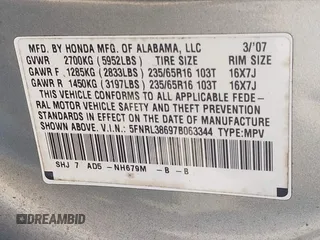 MFD. BY HONDA MFG. OF ALABAMA, LLC 3/'07
GVWR 2700KG (5952LBS) TIRE SIZE RIM SIZE
GAWR F 1285KG (2833LBS) 235/65R16 103T 16X7J
GAWR R 1450KG (3197LBS) 235/65R16 103T 16X7J
THIS VEHICLE CONFORMS TO ALL APPLICABLE FEDE-
RAL MOTOR VEHICLE SAFETY AND THEFT PREVENTION
STANDARDS IN EFFECT ON THE DATE OF MANUFACTURE
SHOWN ABOVE. V.I.N.: 5FNRL38697B063344 TYPE:MPV
SHJ 7 AD5 -NH679M -B -B
DREAMBID